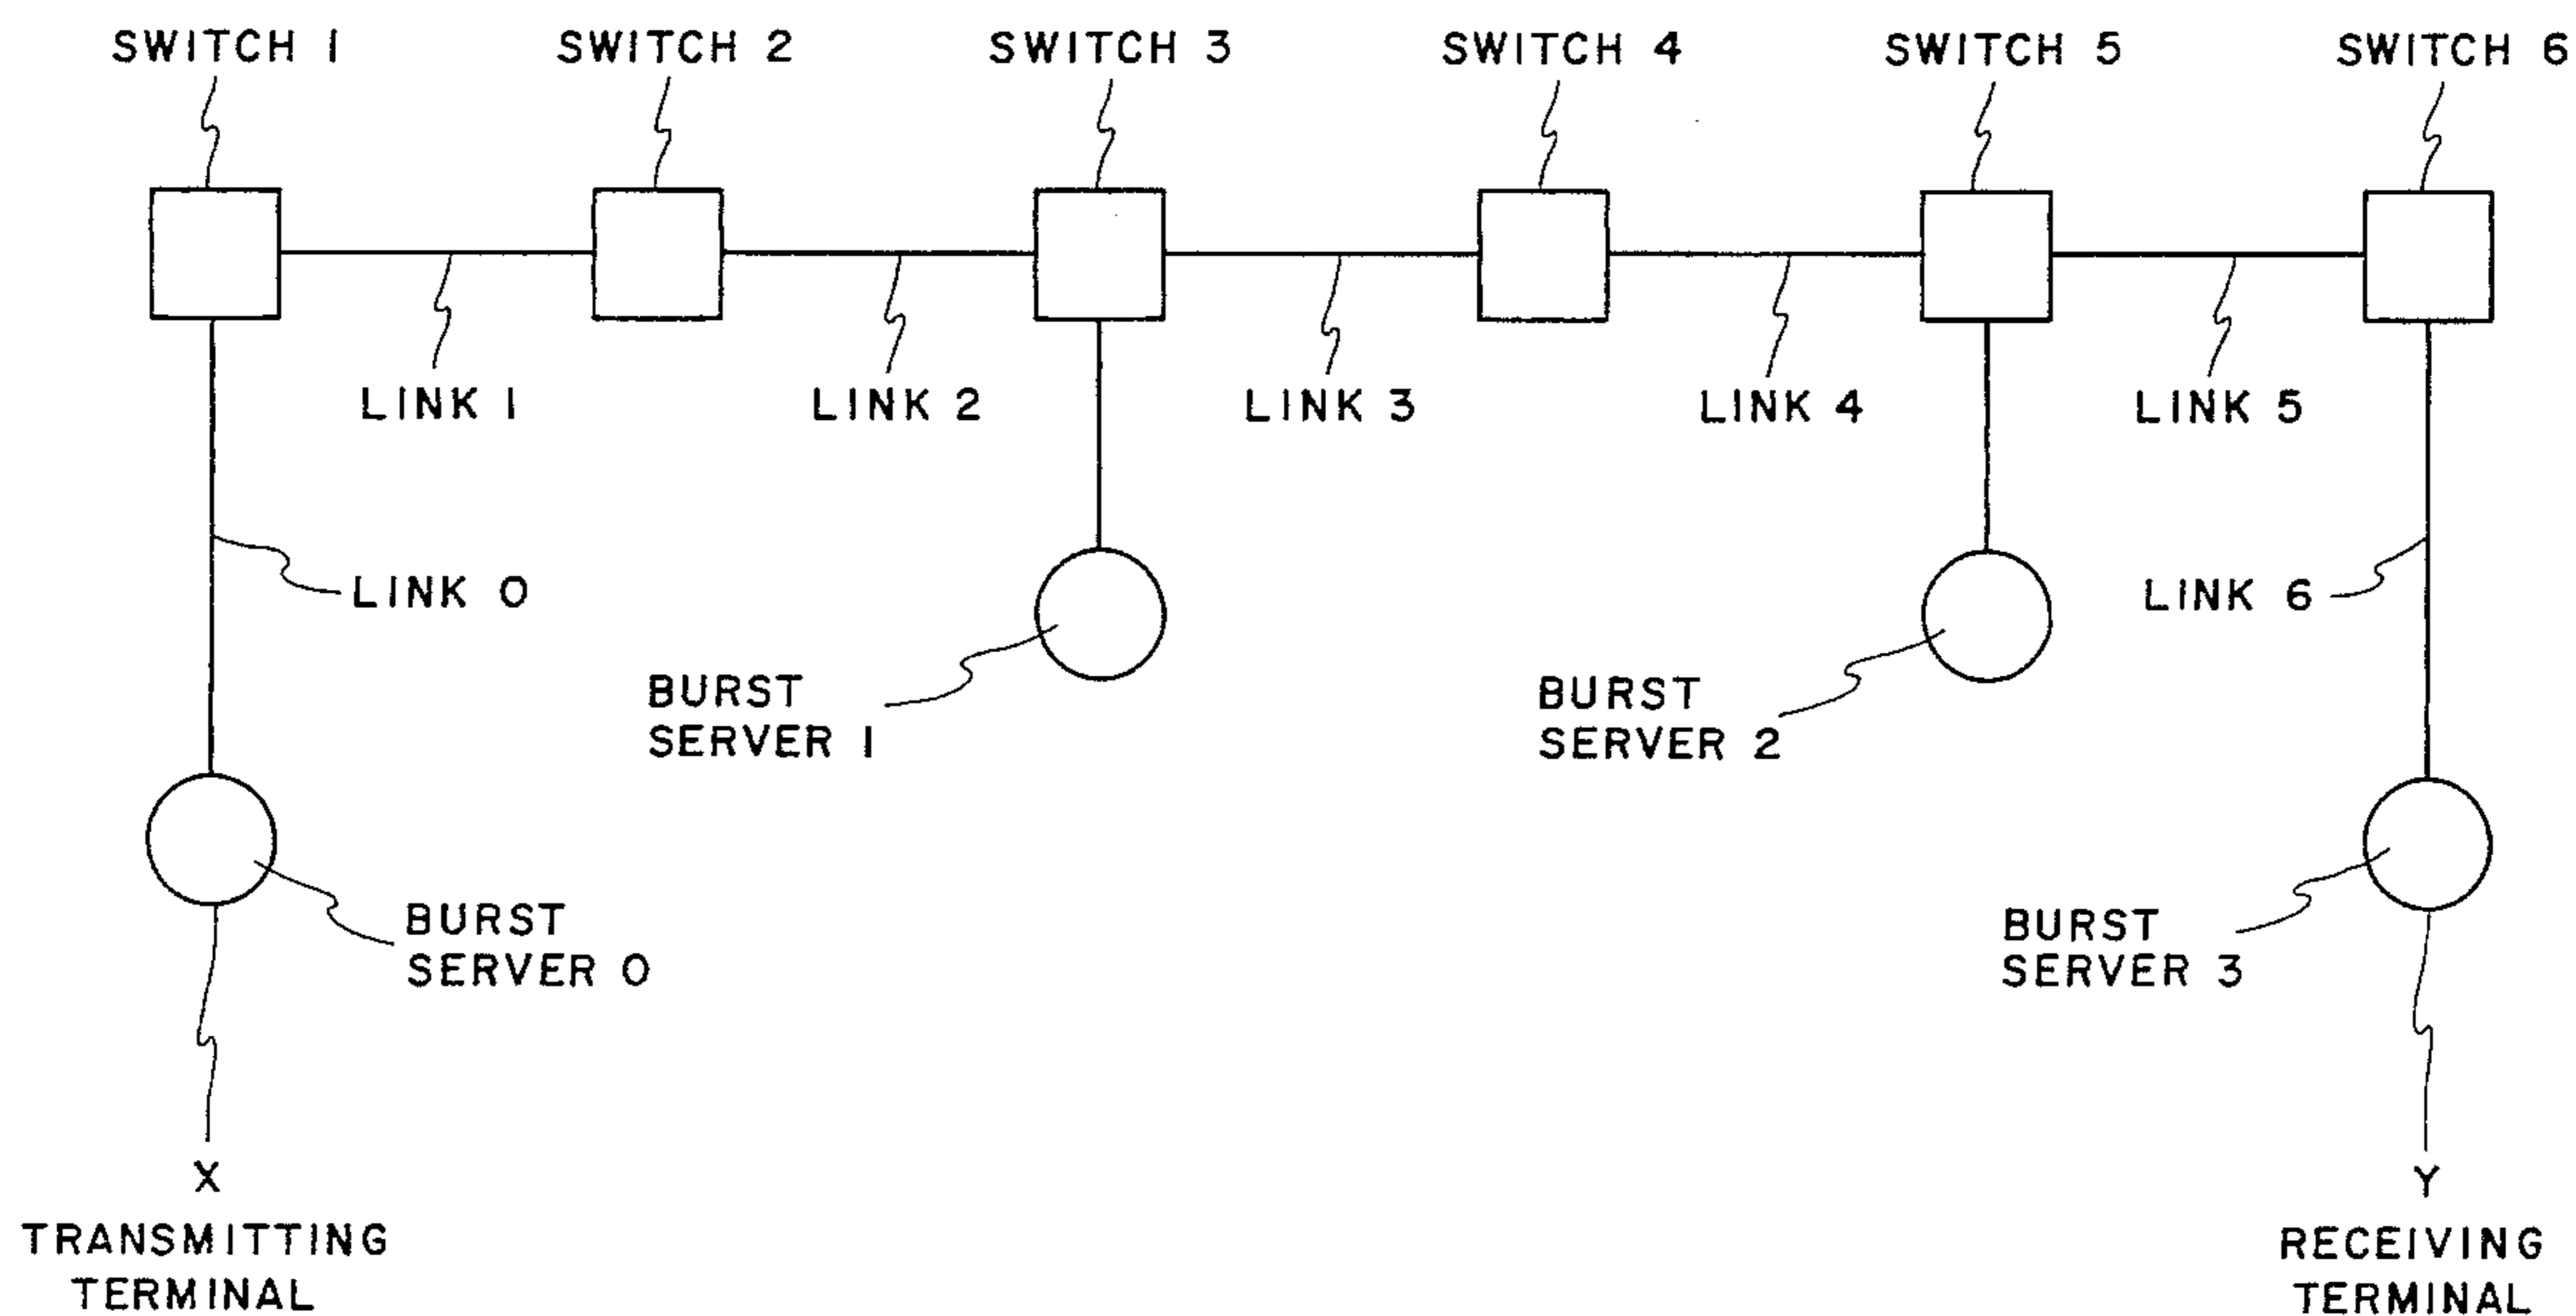 SWITCH 1
SWITCH 2
SWITCH 3
SWITCH 4
SWITCH 5
SWITCH 6
LINK 1
LINK 2
LINK 3
LINK 4
LINK 5
LINK 0
LINK 6
BURST
SERVER 1
BURST
SERVER 2
BURST
SERVER 0
BURST
SERVER 3
X
TRANSMITTING
TERMINAL
Y
RECEIVING
TERMINAL